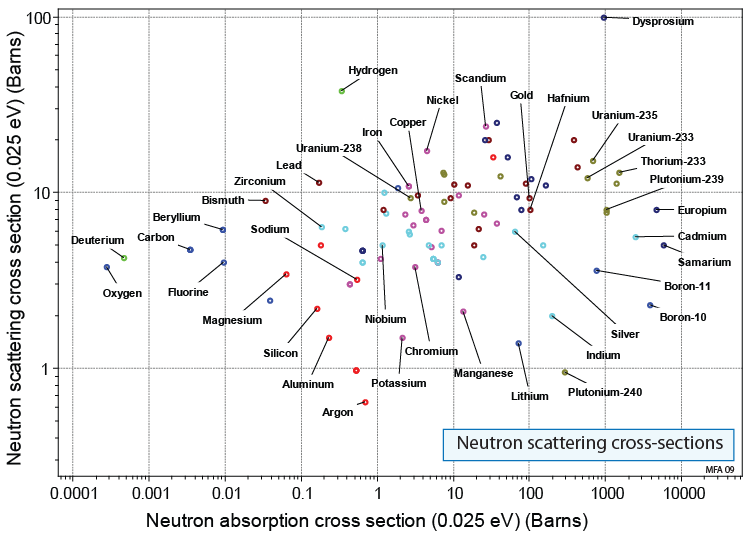 100
Dysprosium
Hydrogen
Scandium
Nickel
Gold
Hafnium
Copper
Uranium-235
Iron
Uranium-233
Uranium-238
Thorium-233
Lead
Plutonium-239
Zirconium
10
Bismuth
Europium
Beryllium
Sodium
Deuterium
Carbon
Cadmium
Samarium
Oxygen
Fluorine
Boron-11
Magnesium
Niobium
Boron-10
Silver
Silicon
Chromium
Indium
1
Aluminum
Potassium
Manganese
Lithium
Plutonium-240
Argon
Neutron scattering cross-sections
MFA 09
0.0001 0.001 0.01 0.1 1 10 100 1000 10000
Neutron absorption cross section (0.025 eV) (Barns)
Neutron scattering cross section (0.025 eV) (Barns)